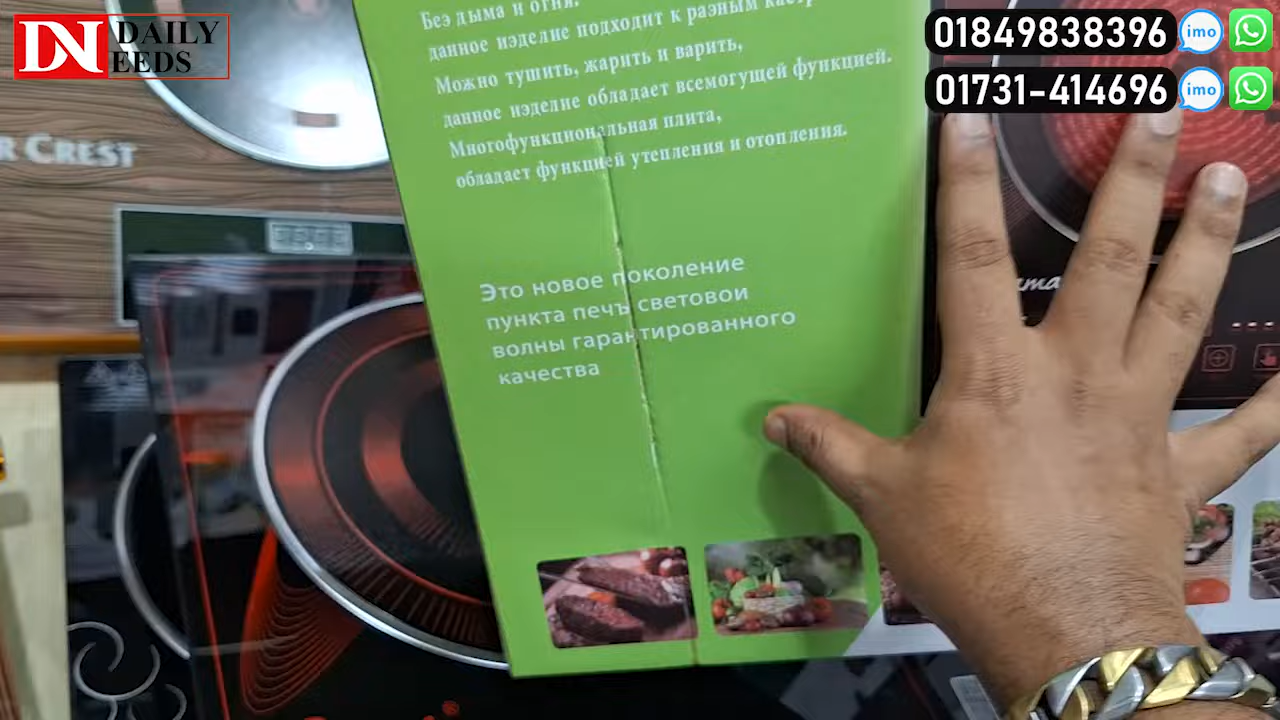 DN DAILY
NEEDS
01849838396 imo
01731-414696 imo
R CREST
Без дыма и огня.
данное изделие подходит к разным
Можно тушить, жарить и варить,
данное изделие обладает всемогущей функцией.
Многофункциональная плита,
обладает функцией утепления и отопления.
Это новое поколение
пункта печъ световои
волны гарантированного
качества